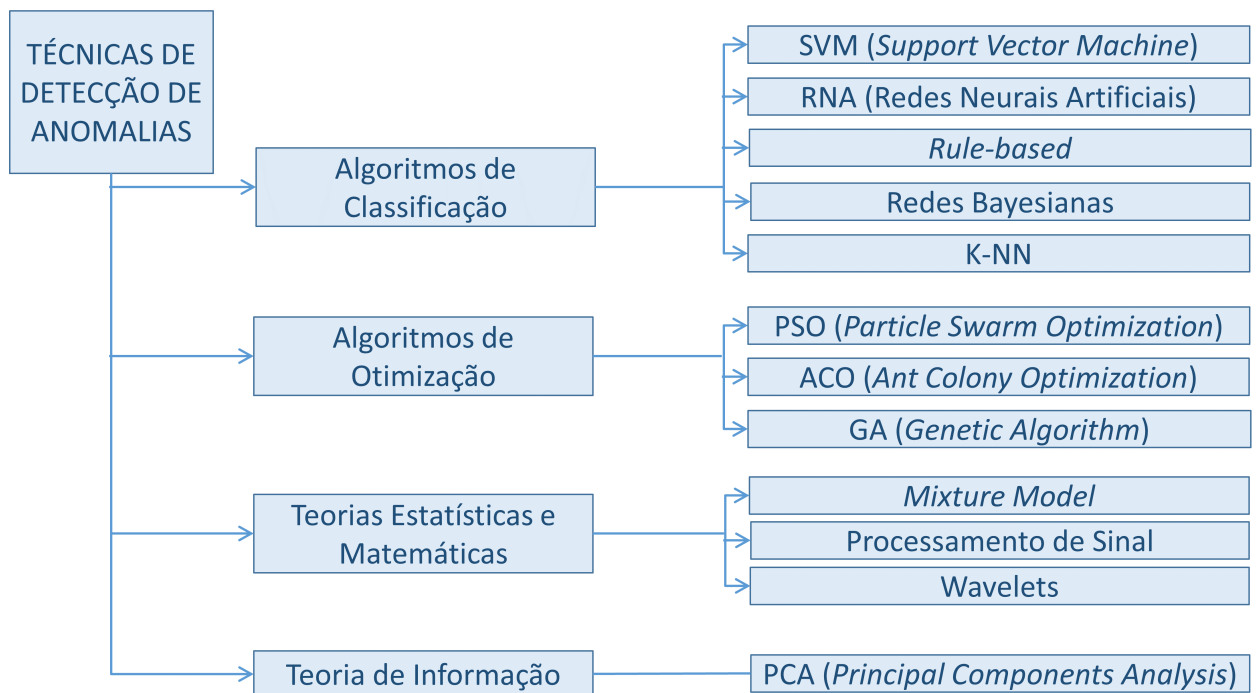 TÉCNICAS DE
DETECÇÃO DE
ANOMALIAS
Algoritmos de
Classificação
SVM (Support Vector Machine)
RNA (Redes Neurais Artificiais)
Rule-based
Redes Bayesianas
K-NN
Algoritmos de
Otimização
PSO (Particle Swarm Optimization)
ACO (Ant Colony Optimization)
GA (Genetic Algorithm)
Teorias Estatísticas e
Matemáticas
Mixture Model
Processamento de Sinal
Wavelets
Teoria de Informação
PCA (Principal Components Analysis)